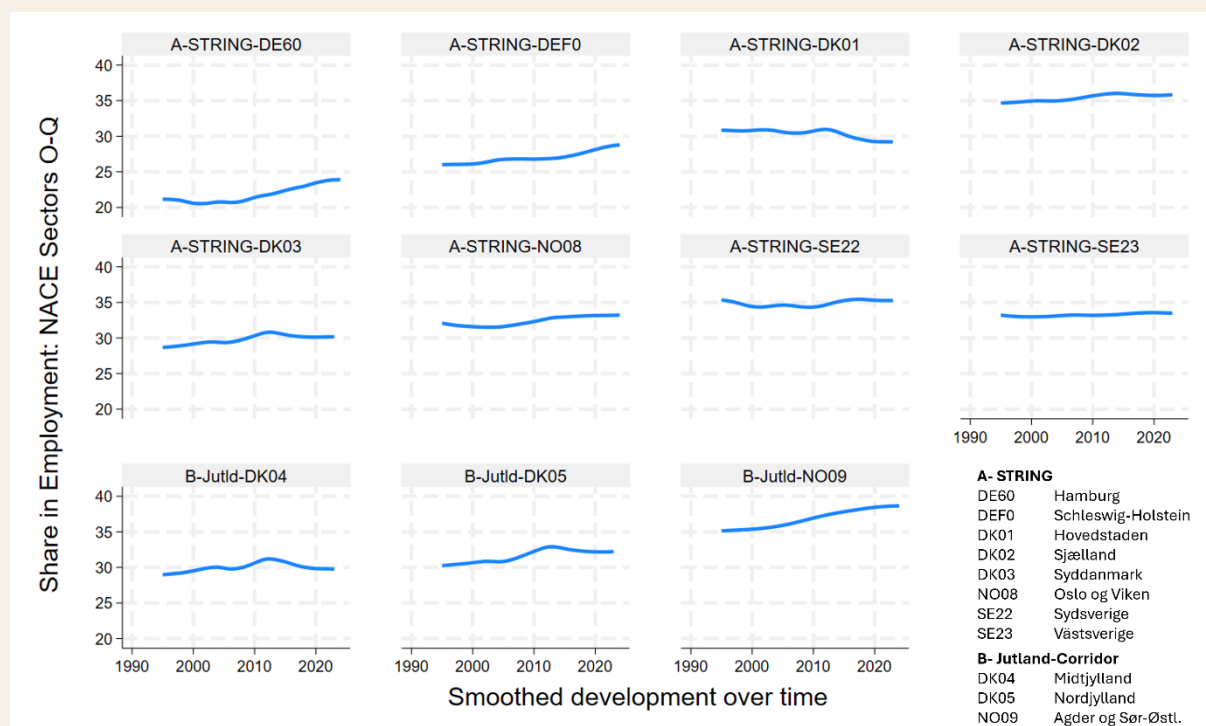 A-STRING-DE60
A-STRING-DEF0
A-STRING-DK01
A-STRING-DK02
40
35
30
25
20
A-STRING-DK03
A-STRING-NO08
A-STRING-SE22
A-STRING-SE23
40
35
30
25
20
1990 2000 2010 2020
B-Jutld-DK04
B-Jutld-DK05
B-Jutld-NO09
40
35
30
25
20
1990 2000 2010 2020
1990 2000 2010 2020
1990 2000 2010 2020
Share in Employment: NACE Sectors O-Q
Smoothed development over time
A- STRING
DE60 Hamburg
DEF0 Schleswig-Holstein
DK01 Hovedstaden
DK02 Sjælland
DK03 Syddanmark
NO08 Oslo og Viken
SE22 Sydsverige
SE23 Västsverige
B- Jutland-Corridor
DK04 Midtjylland
DK05 Nordjylland
NO09 Agder og Sør-Østl.